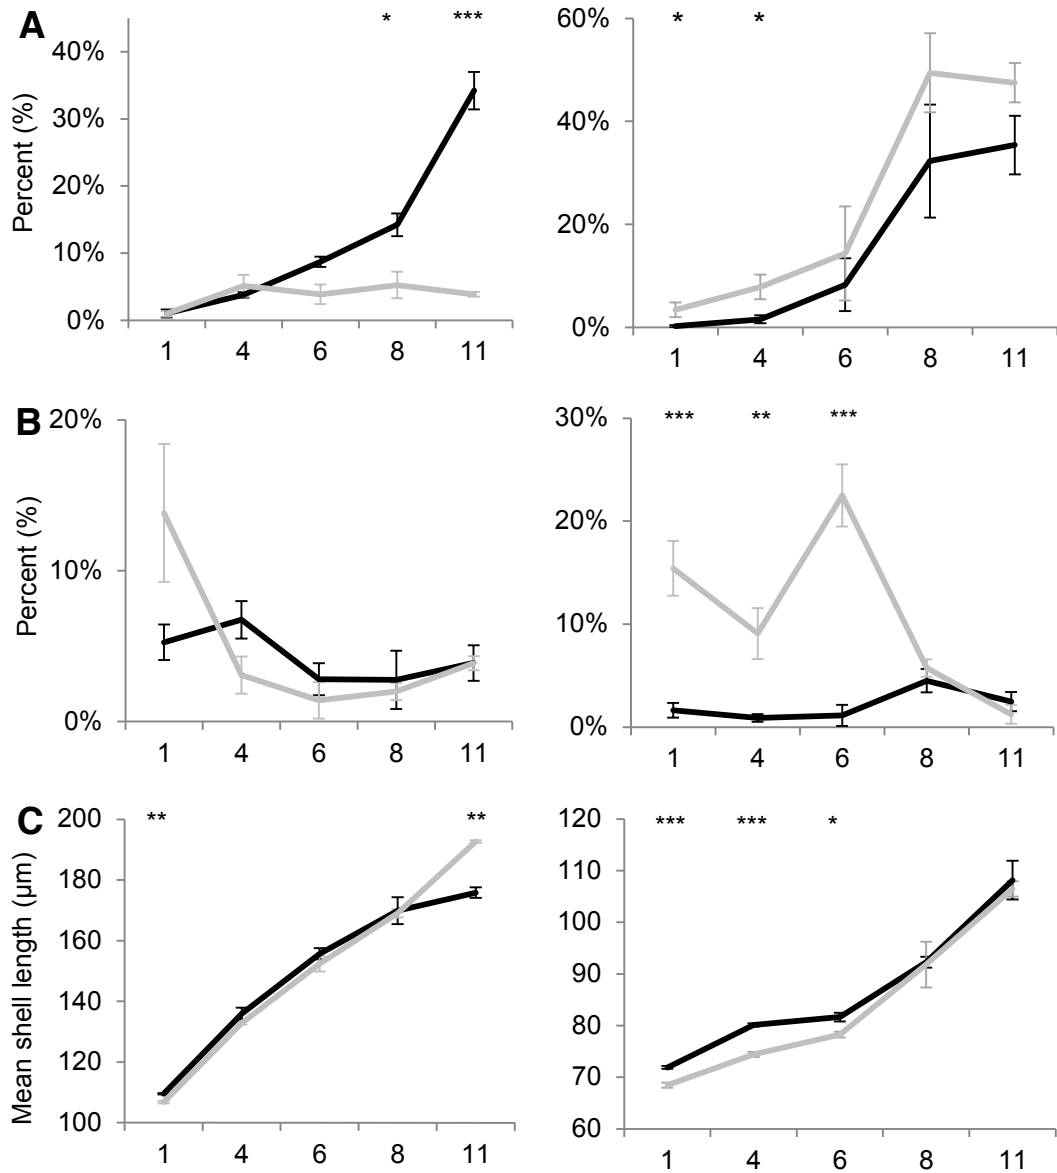 A
Percent (%)
40%
30%
20%
10%
0%
* ***
1 4 6 8 11
60%
40%
20%
0%
* *
1 4 6 8 11
B
Percent (%)
20%
10%
0%
1 4 6 8 11
30%
20%
10%
0%
*** ** ***
1 4 6 8 11
C
Mean shell length (µm)
200
180
160
140
120
100
** **
1 4 6 8 11
120
110
100
90
80
70
60
*** *** *
1 4 6 8 11